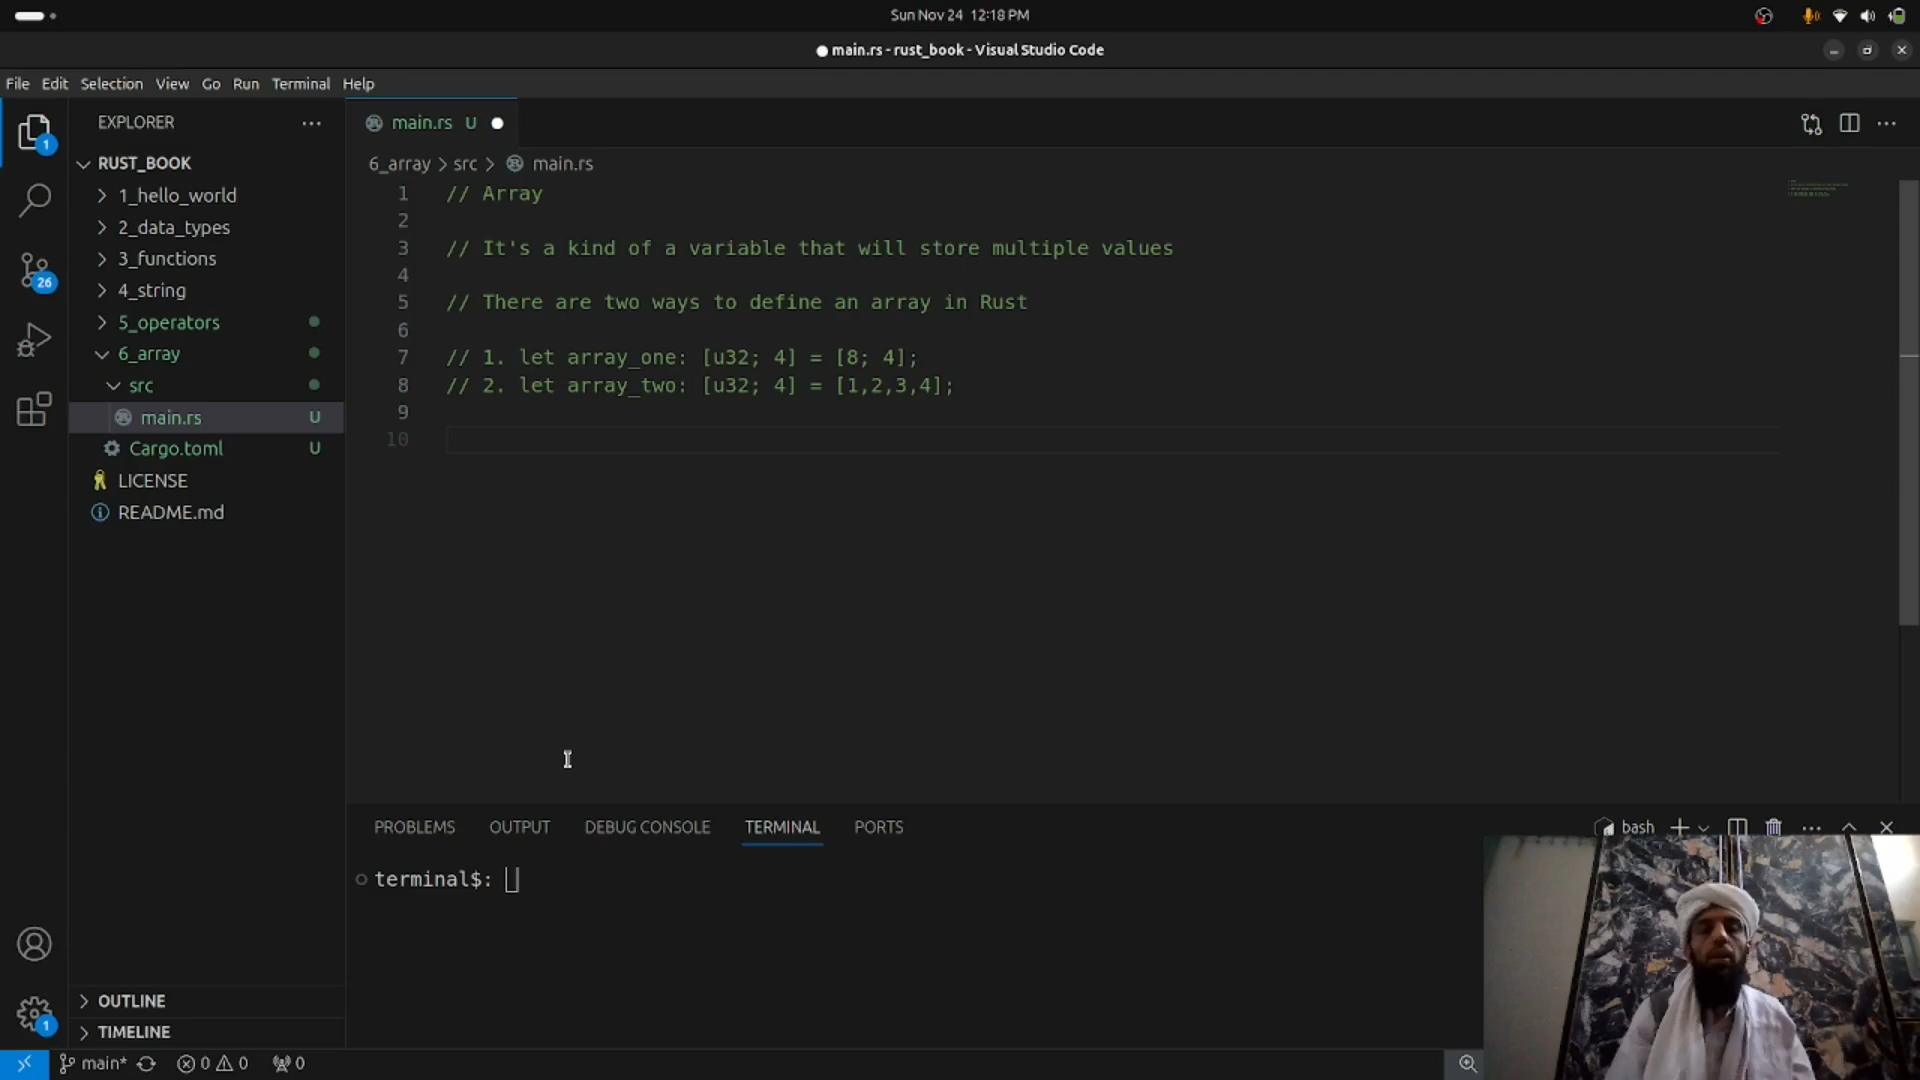 Sun Nov 24 12:18 PM
main.rs - rust_book - Visual Studio Code
File Edit Selection View Go Run Terminal Help
EXPLORER
RUST_BOOK
1_hello_world
2_data_types
3_functions
4_string
5_operators
6_array
src
main.rs U
Cargo.toml U
LICENSE
README.md
OUTLINE
TIMELINE
1
26
1
main.rs U
6_array > src > main.rs
1 // Array
2
3 // It's a kind of a variable that will store multiple values
4
5 // There are two ways to define an array in Rust
6
7 // 1. let array_one: [u32; 4] = [8; 4];
8 // 2. let array_two: [u32; 4] = [1,2,3,4];
9
10
PROBLEMS OUTPUT DEBUG CONSOLE TERMINAL PORTS
bash
terminal$:
main* 0 0 0